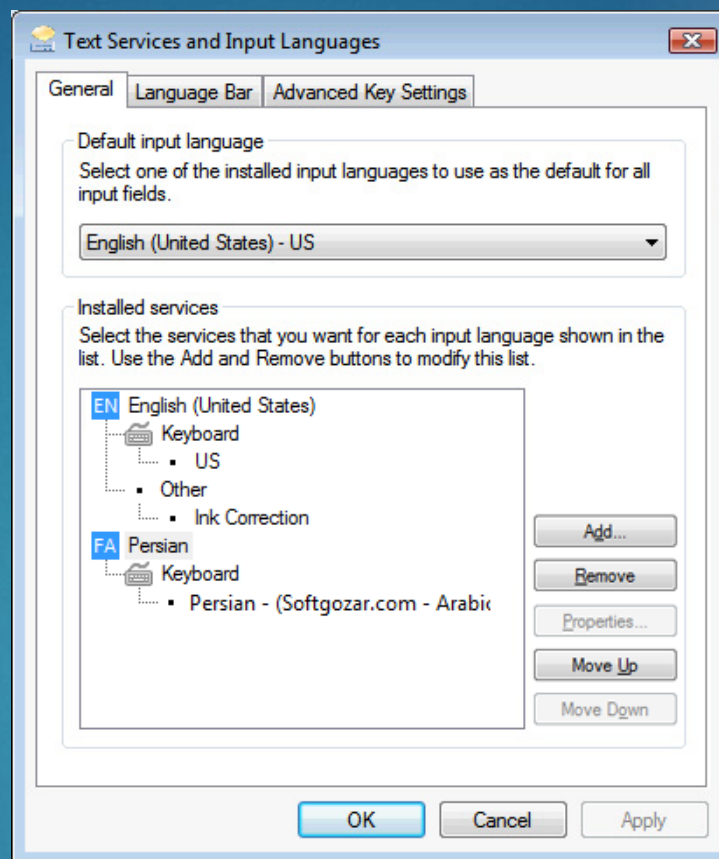 Text Services and Input Languages
General
Language Bar
Advanced Key Settings
Default input language
Select one of the installed input languages to use as the default for all
input fields.
English (United States) - US
Installed services
Select the services that you want for each input language shown in the
list. Use the Add and Remove buttons to modify this list.
EN English (United States)
Keyboard
US
Other
Ink Correction
FA Persian
Keyboard
Persian - (Softgozar.com - Arabic
Add...
Remove
Properties...
Move Up
Move Down
OK
Cancel
Apply